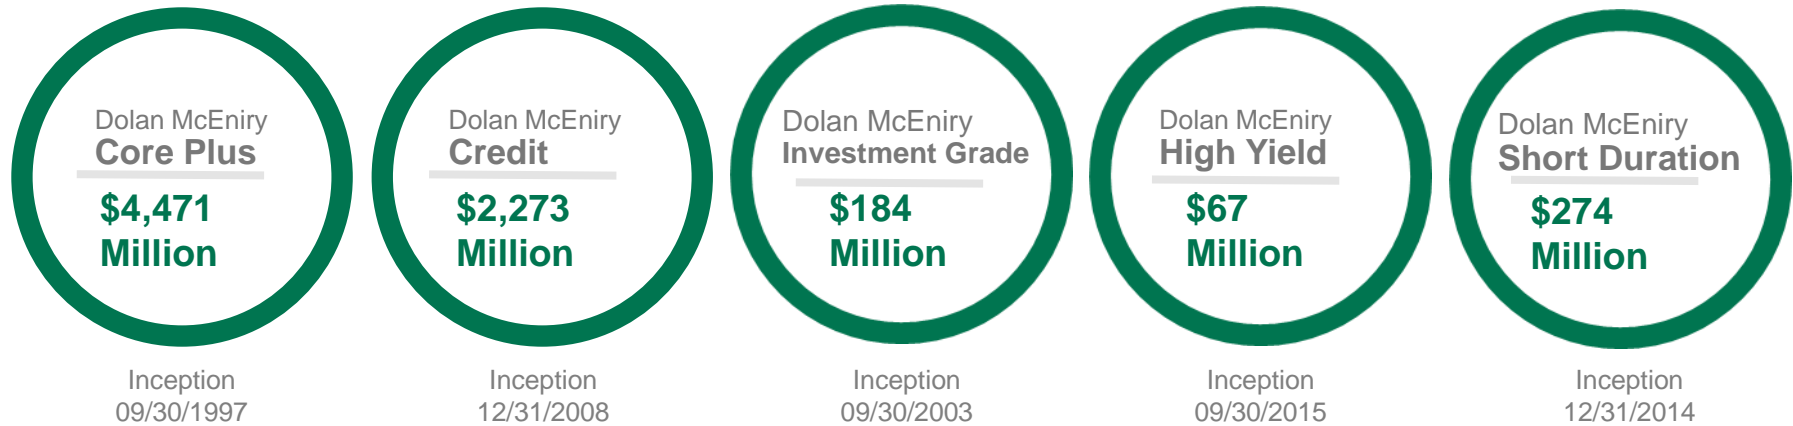 Dolan McEniry
Core Plus
$4,471
Million
Inception
09/30/1997
Dolan McEniry
Credit
$2,273
Million
Inception
12/31/2008
Dolan McEniry
Investment Grade
$184
Million
Inception
09/30/2003
Dolan McEniry
High Yield
$67
Million
Inception
09/30/2015
Dolan McEniry
Short Duration
$274
Million
Inception
12/31/2014